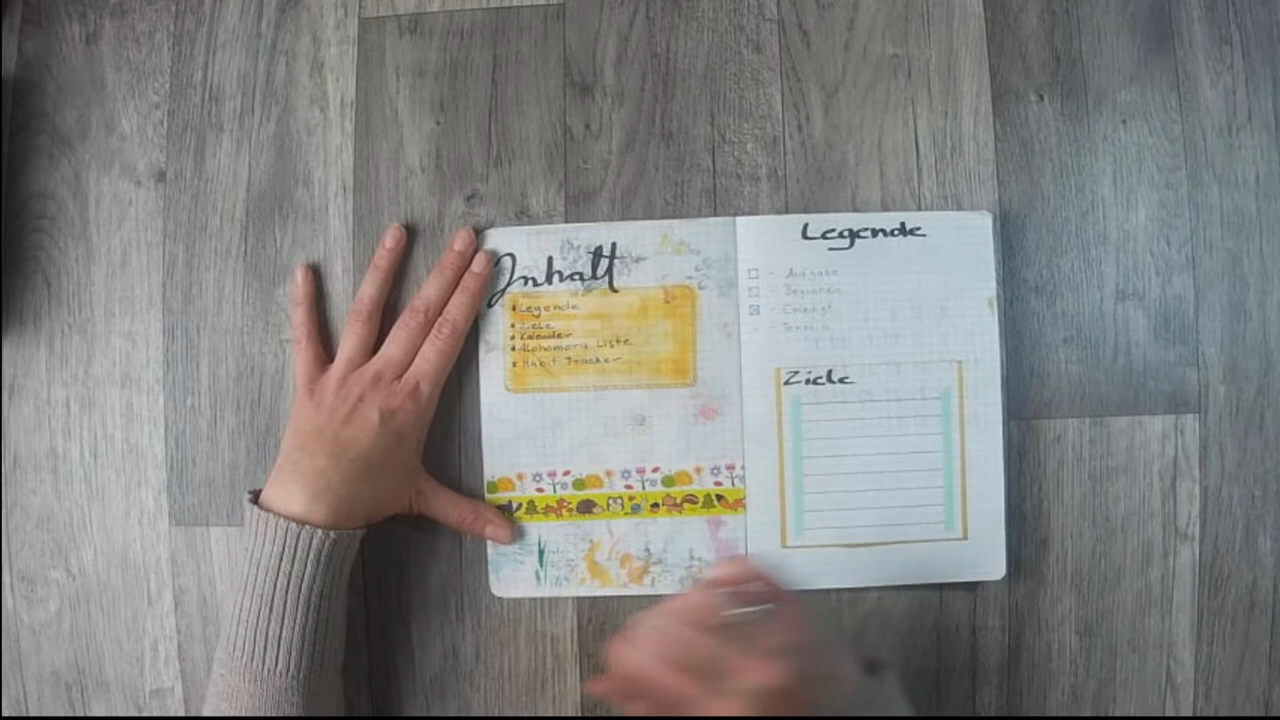 Inhalt
* Legende
* Ziele
* Kalender
* Alphamory Liste
* Habit Tracker
Legende
- Aufgabe
- Begonnen
- Erledigt
- Termin
Ziele